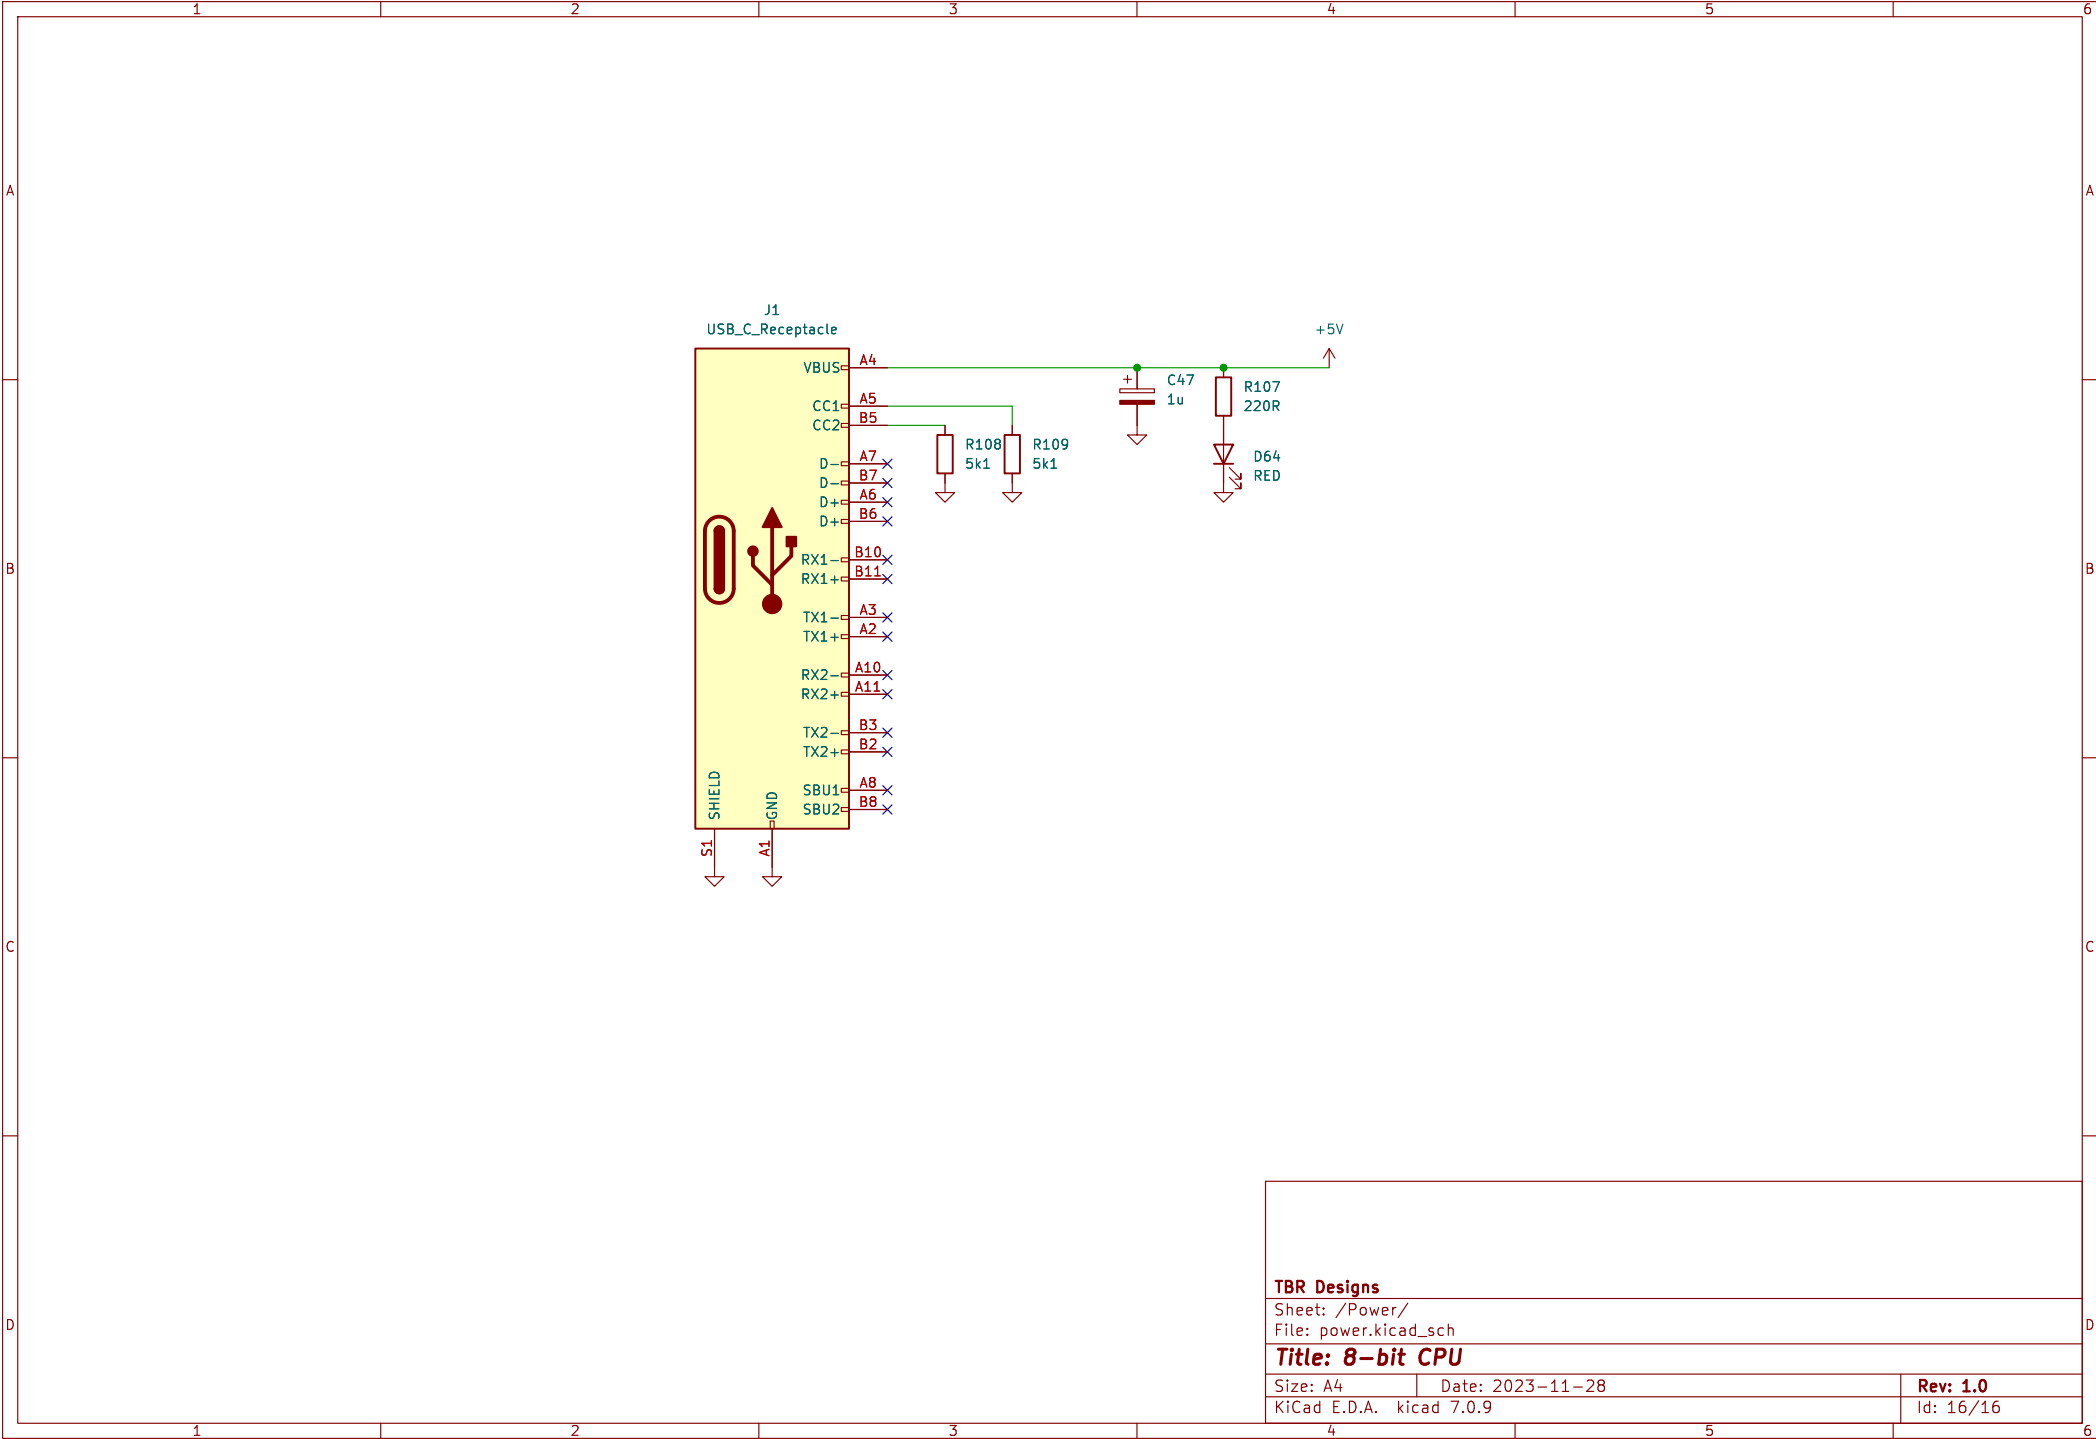 1 2 3 4 5 6
A A
J1
USB_C_Receptacle
+5V
VBUS A4
C47
1u
R107
220R
CC1 A5
CC2 B5
R108
5k1
R109
5k1
D64
RED
D- A7
D- B7
D+ A6
D+ B6
RX1- B10
RX1+ B11
B B
TX1- A3
TX1+ A2
RX2- A10
RX2+ A11
TX2- B3
TX2+ B2
SBU1 A8
SBU2 B8
SHIELD
GND
S1
A1
C C
TBR Designs
Sheet: /Power/
File: power.kicad_sch
D D
Title: 8-bit CPU
Size: A4 Date: 2023-11-28 Rev: 1.0
KiCad E.D.A. kicad 7.0.9 Id: 16/16
1 2 3 4 5 6